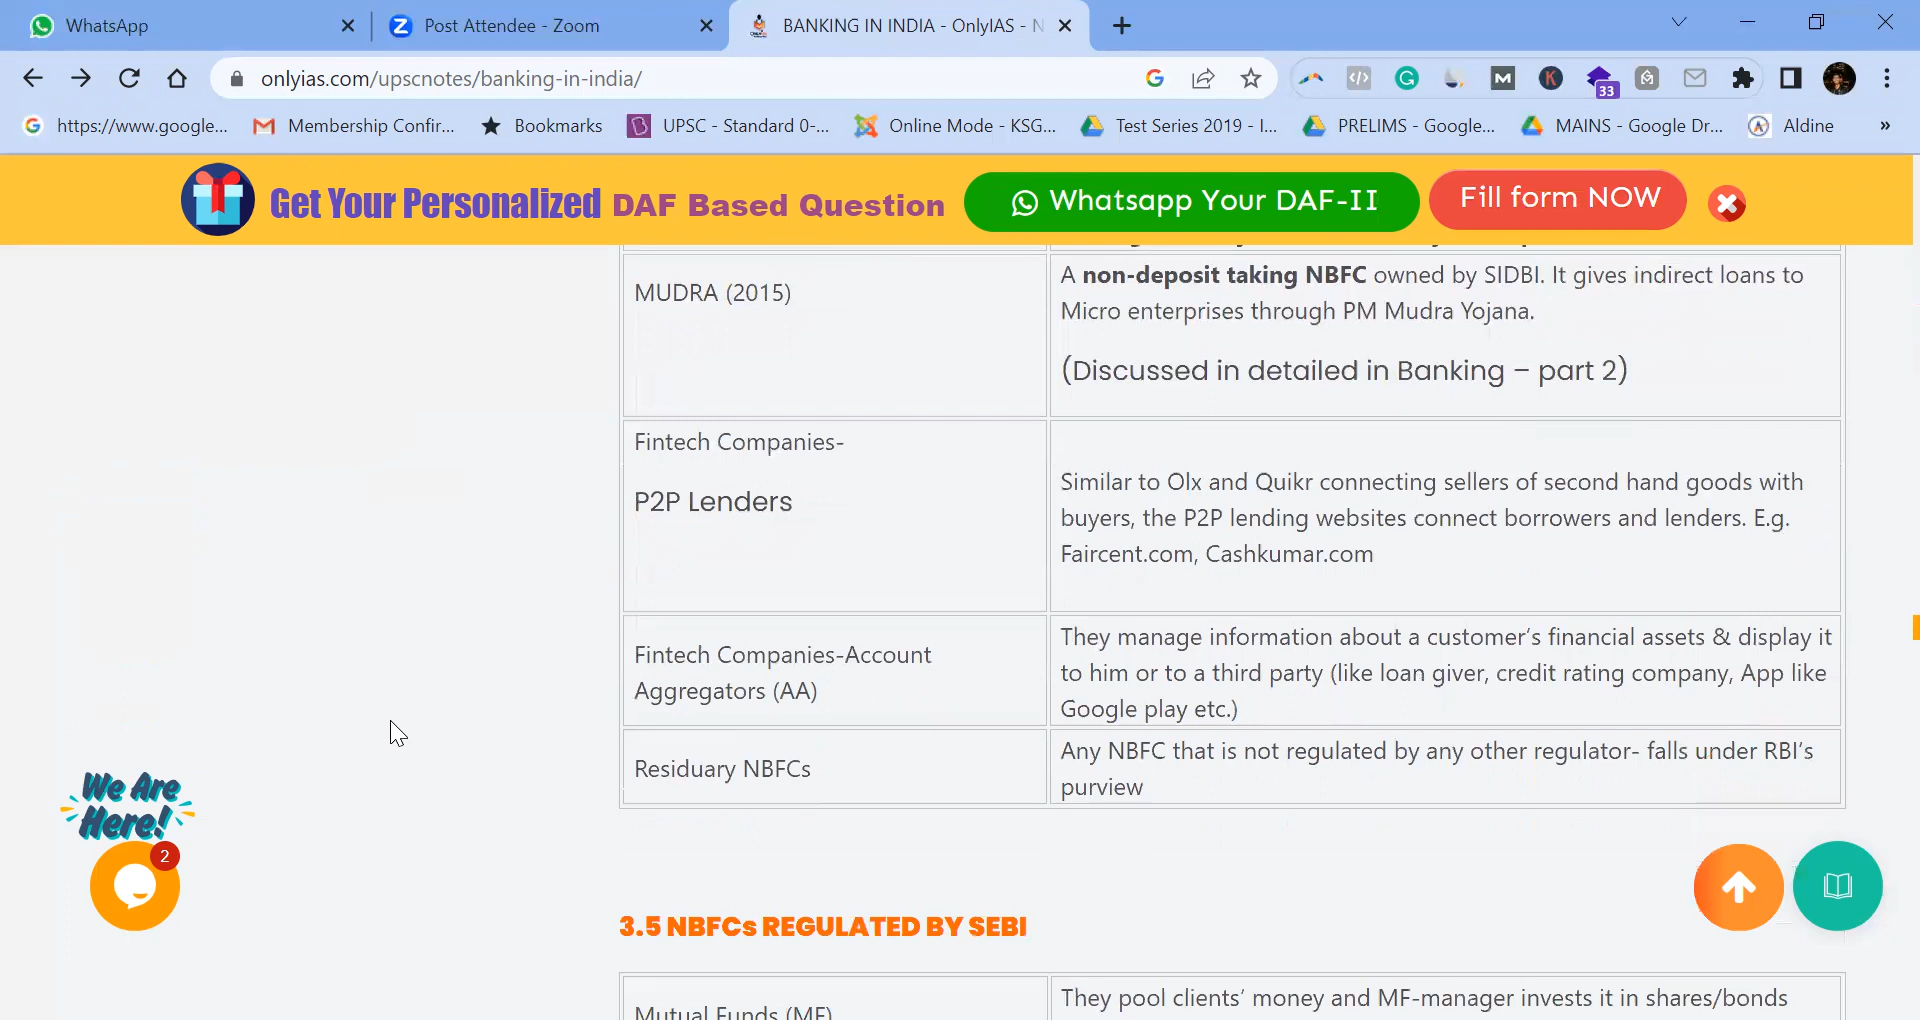 WhatsApp
Post Attendee - Zoom
BANKING IN INDIA - OnlyIAS - N
onlyias.com/upscnotes/banking-in-india/
33
https://www.google...
Membership Confir...
Bookmarks
UPSC - Standard 0-...
Online Mode - KSG...
Test Series 2019 - I...
PRELIMS - Google...
MAINS - Google Dr...
Aldine
»
Get Your Personalized DAF Based Question
Whatsapp Your DAF-II
Fill form NOW
MUDRA (2015)
A non-deposit taking NBFC owned by SIDBI. It gives indirect loans to
Micro enterprises through PM Mudra Yojana.
(Discussed in detailed in Banking – part 2)
Fintech Companies-
P2P Lenders
Similar to Olx and Quikr connecting sellers of second hand goods with
buyers, the P2P lending websites connect borrowers and lenders. E.g.
Faircent.com, Cashkumar.com
Fintech Companies-Account
Aggregators (AA)
They manage information about a customer’s financial assets & display it
to him or to a third party (like loan giver, credit rating company, App like
Google play etc.)
Residuary NBFCs
Any NBFC that is not regulated by any other regulator- falls under RBI’s
purview
We Are
Here!
2
3.5 NBFCs REGULATED BY SEBI
Mutual Funds (MF)
They pool clients’ money and MF-manager invests it in shares/bonds